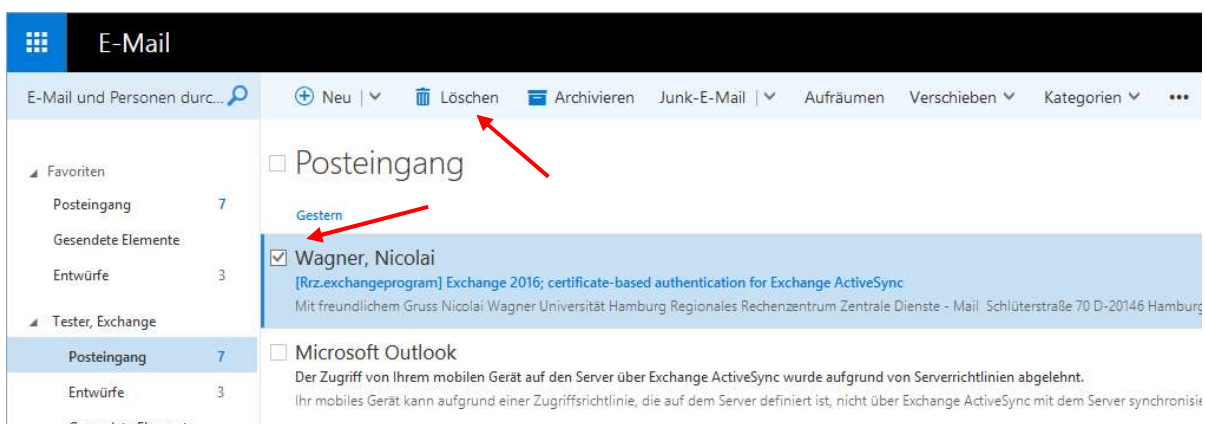 E-Mail
E-Mail und Personen durc...
Neu
Löschen
Archivieren
Junk-E-Mail
Aufräumen
Verschieben
Kategorien
•••
Favoriten
Posteingang 7
Gesendete Elemente
Entwürfe 3
Tester, Exchange
Posteingang 7
Entwürfe 3
Posteingang
Gestern
Wagner, Nicolai
[Rrz.exchangeprogram] Exchange 2016; certificate-based authentication for Exchange ActiveSync
Mit freundlichem Gruss Nicolai Wagner Universität Hamburg Regionales Rechenzentrum Zentrale Dienste - Mail Schlüterstraße 70 D-20146 Hamburg
Microsoft Outlook
Der Zugriff von Ihrem mobilen Gerät auf den Server über Exchange ActiveSync wurde aufgrund von Serverrichtlinien abgelehnt.
Ihr mobiles Gerät kann aufgrund einer Zugriffsrichtlinie, die auf dem Server definiert ist, nicht über Exchange ActiveSync mit dem Server